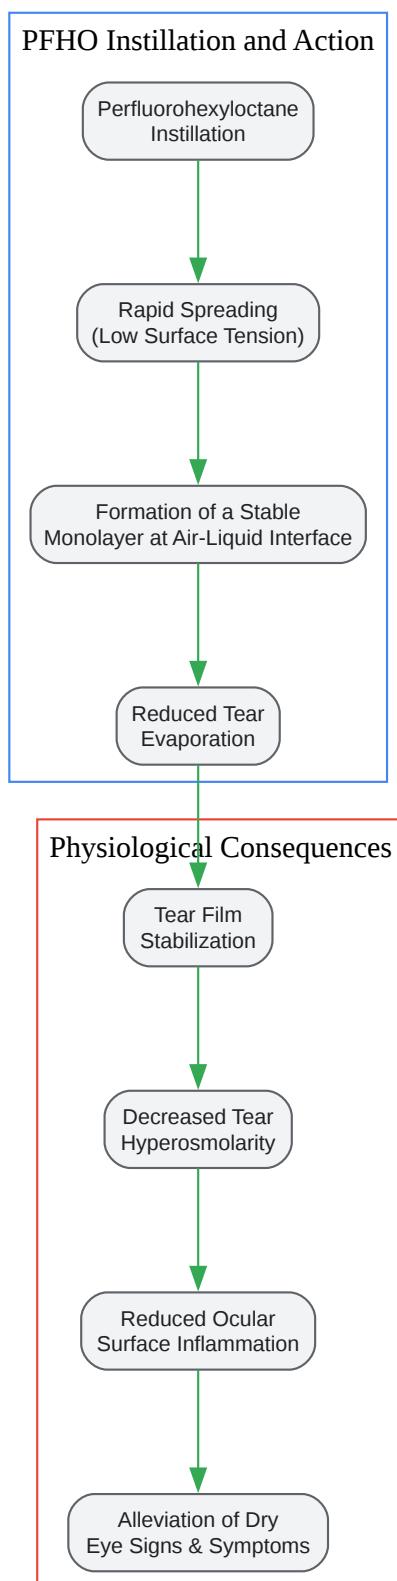 PFHO Instillation and Action
Perfluorohexyloctane
Instillation
Rapid Spreading
(Low Surface Tension)
Formation of a Stable
Monolayer at Air-Liquid Interface
Reduced Tear
Evaporation
Physiological Consequences
Tear Film
Stabilization
Decreased Tear
Hyperosmolarity
Reduced Ocular
Surface Inflammation
Alleviation of Dry
Eye Signs & Symptoms